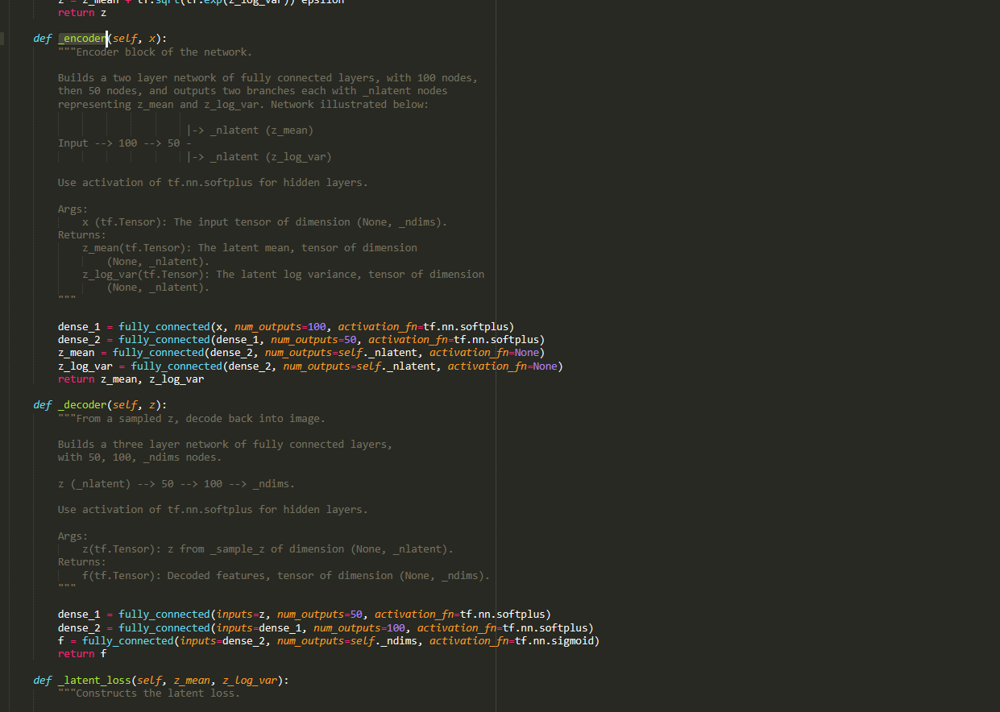 z = z_mean + tf.sqrt(tf.exp(z_log_var))*epsilon
return z
def _encoder(self, x):
"""Encoder block of the network.
Builds a two layer network of fully connected layers, with 100 nodes,
then 50 nodes, and outputs two branches each with _nlatent nodes
representing z_mean and z_log_var. Network illustrated below:
|-> _nlatent (z_mean)
Input --> 100 --> 50 -
|-> _nlatent (z_log_var)
Use activation of tf.nn.softplus for hidden layers.
Args:
x (tf.Tensor): The input tensor of dimension (None, _ndims).
Returns:
z_mean(tf.Tensor): The latent mean, tensor of dimension
(None, _nlatent).
z_log_var(tf.Tensor): The latent log variance, tensor of dimension
(None, _nlatent).
"""
dense_1 = fully_connected(x, num_outputs=100, activation_fn=tf.nn.softplus)
dense_2 = fully_connected(dense_1, num_outputs=50, activation_fn=tf.nn.softplus)
z_mean = fully_connected(dense_2, num_outputs=self._nlatent, activation_fn=None)
z_log_var = fully_connected(dense_2, num_outputs=self._nlatent, activation_fn=None)
return z_mean, z_log_var
def _decoder(self, z):
"""From a sampled z, decode back into image.
Builds a three layer network of fully connected layers,
with 50, 100, _ndims nodes.
z (_nlatent) --> 50 --> 100 --> _ndims.
Use activation of tf.nn.softplus for hidden layers.
Args:
z(tf.Tensor): z from _sample_z of dimension (None, _nlatent).
Returns:
f(tf.Tensor): Decoded features, tensor of dimension (None, _ndims).
"""
dense_1 = fully_connected(inputs=z, num_outputs=50, activation_fn=tf.nn.softplus)
dense_2 = fully_connected(inputs=dense_1, num_outputs=100, activation_fn=tf.nn.softplus)
f = fully_connected(inputs=dense_2, num_outputs=self._ndims, activation_fn=tf.nn.sigmoid)
return f
def _latent_loss(self, z_mean, z_log_var):
"""Constructs the latent loss.